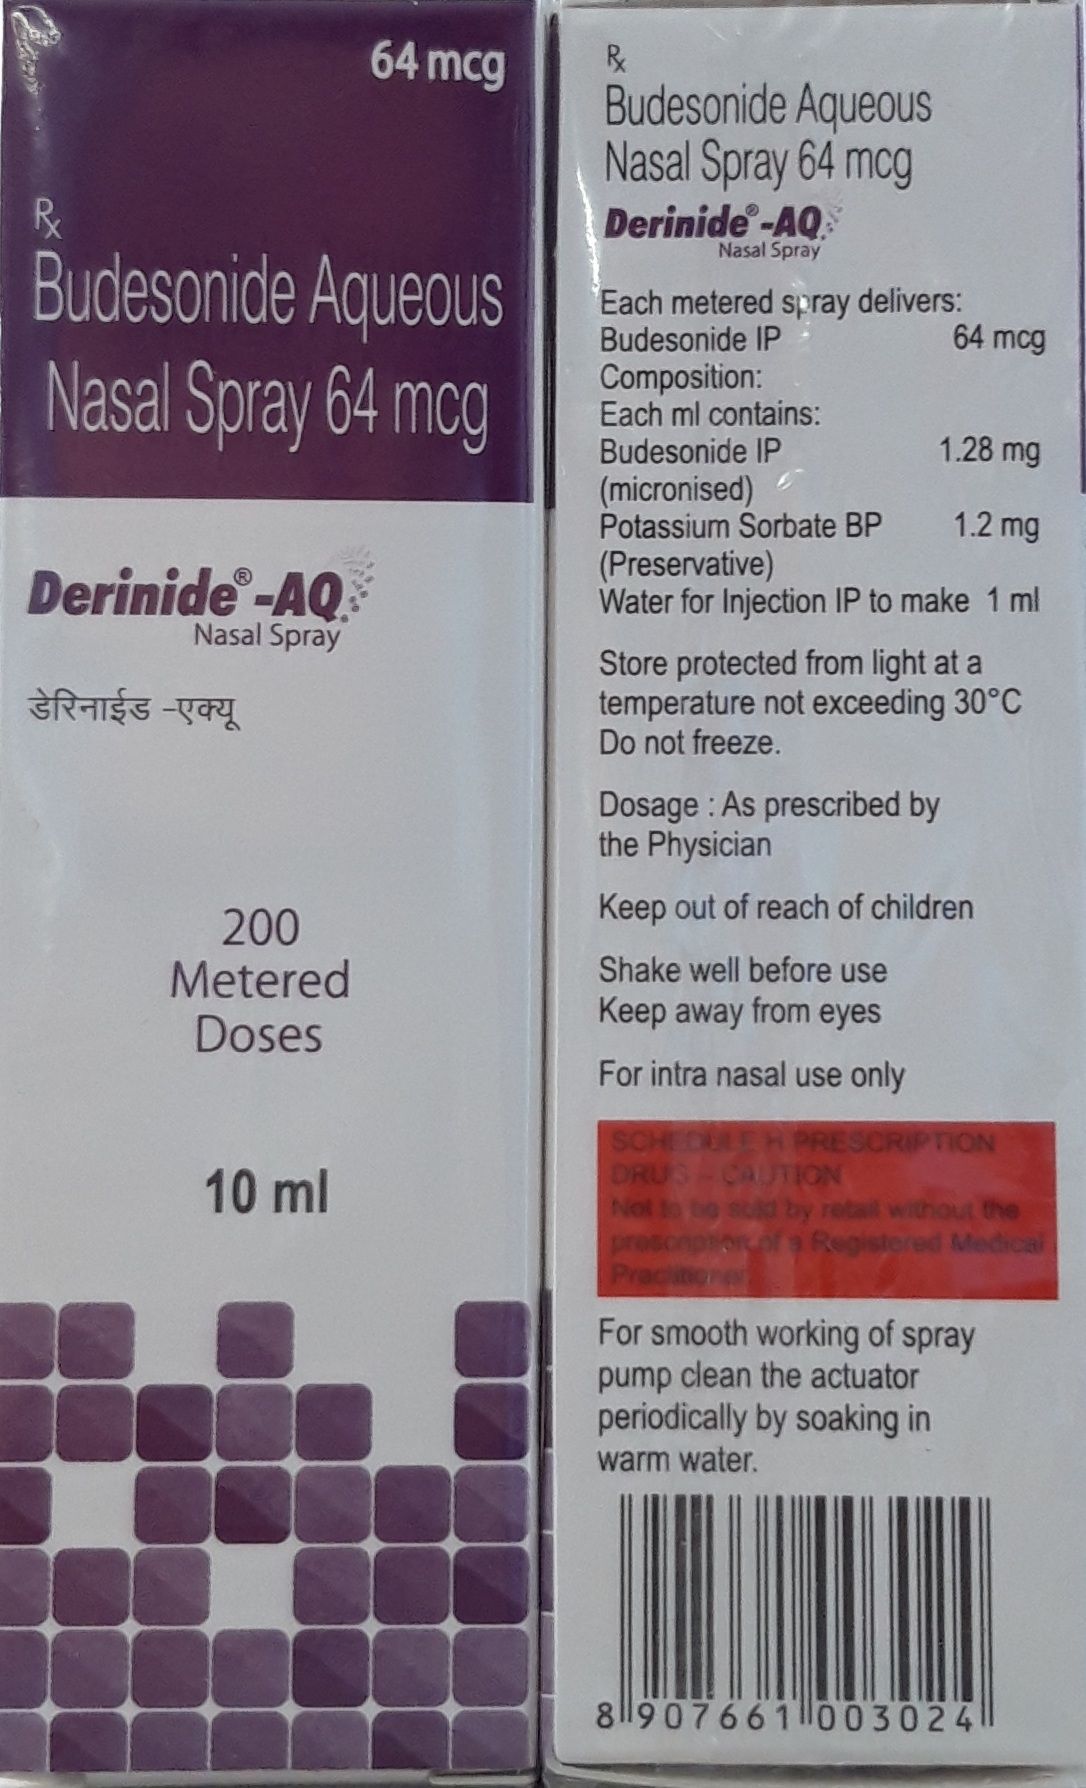 64 mcg
Rx
Budesonide Aqueous
Nasal Spray 64 mcg
Derinide®-AQ
Nasal Spray
डेरिनाईड -एक्यू
200
Metered
Doses
10 ml
Rx
Budesonide Aqueous
Nasal Spray 64 mcg
Derinide®-AQ
Nasal Spray
Each metered spray delivers:
Budesonide IP 64 mcg
Composition:
Each ml contains:
Budesonide IP 1.28 mg
(micronised)
Potassium Sorbate BP 1.2 mg
(Preservative)
Water for Injection IP to make 1 ml
Store protected from light at a
temperature not exceeding 30°C
Do not freeze.
Dosage : As prescribed by
the Physician
Keep out of reach of children
Shake well before use
Keep away from eyes
For intra nasal use only
SCHEDULE H PRESCRIPTION
DRUG - CAUTION
Not to be sold by retail without the
prescription of a Registered Medical
Practitioner
For smooth working of spray
pump clean the actuator
periodically by soaking in
warm water.
8 907661 003024